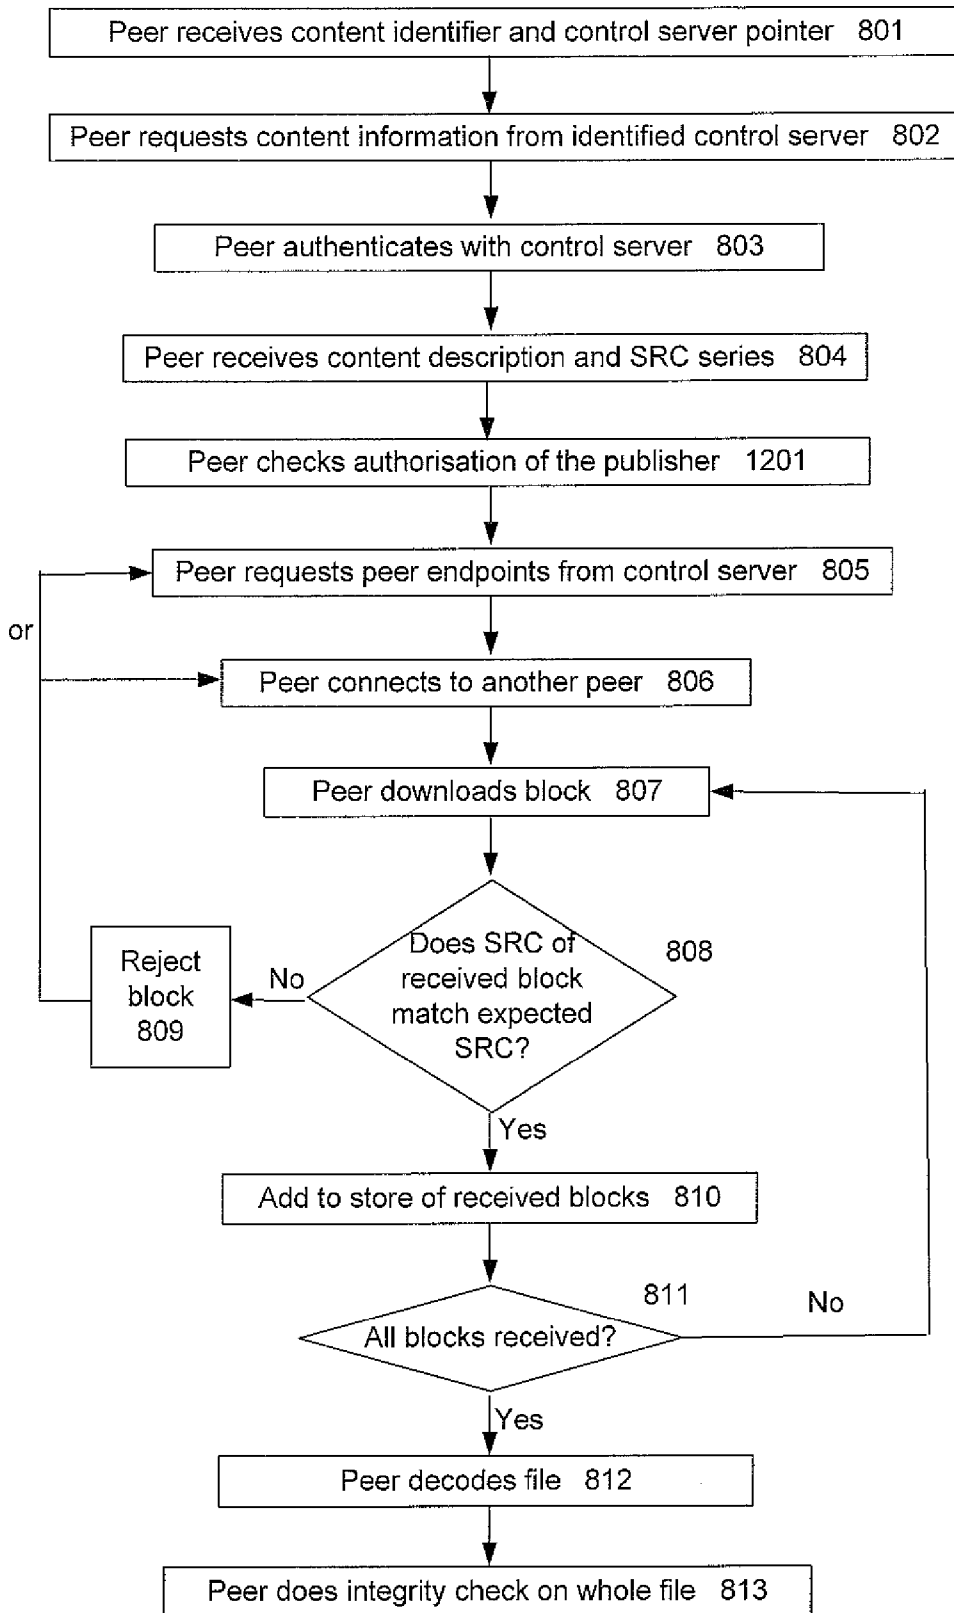 Peer receives content identifier and control server pointer 801
Peer requests content information from identified control server 802
Peer authenticates with control server 803
Peer receives content description and SRC series 804
Peer checks authorisation of the publisher 1201
Peer requests peer endpoints from control server 805
or
Peer connects to another peer 806
Peer downloads block 807
Does SRC of
received block
match expected
SRC?
808
No
Reject
block
809
Yes
Add to store of received blocks 810
811
All blocks received?
No
Yes
Peer decodes file 812
Peer does integrity check on whole file 813